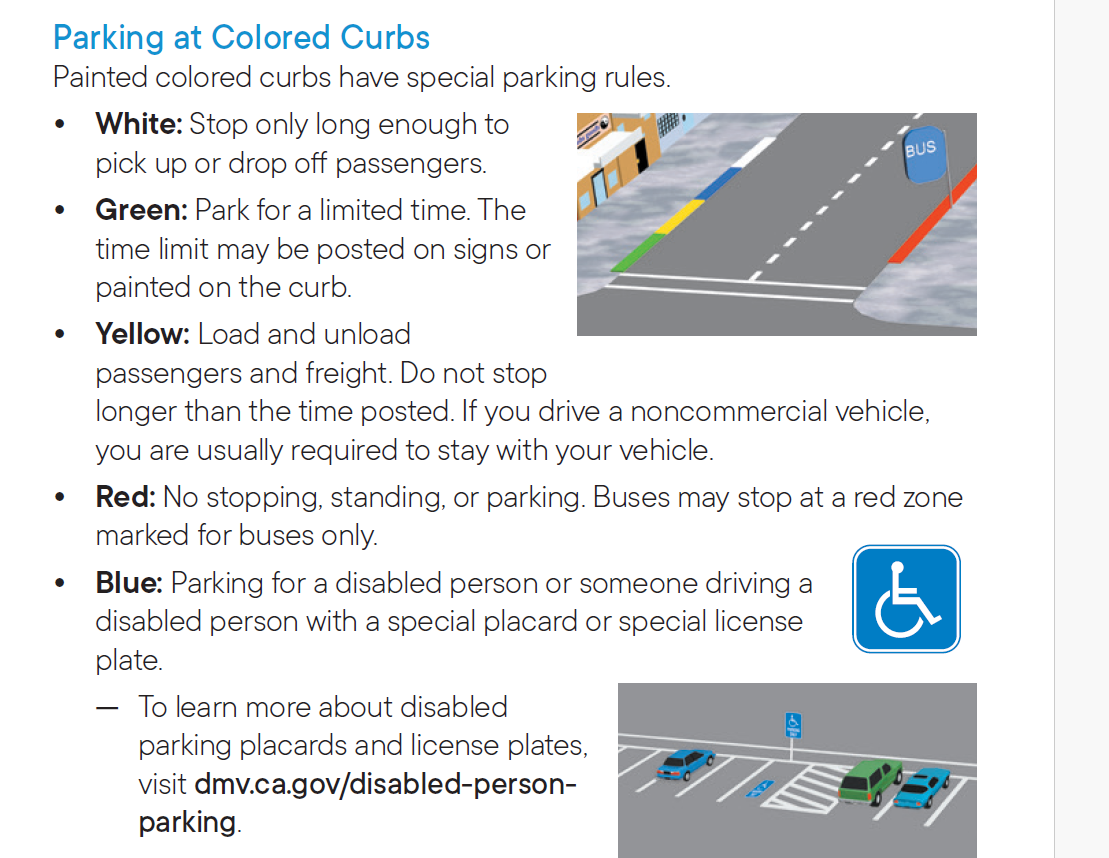 Parking at Colored Curbs
Painted colored curbs have special parking rules.
• White: Stop only long enough to
pick up or drop off passengers.
• Green: Park for a limited time. The
time limit may be posted on signs or
painted on the curb.
BUS
• Yellow: Load and unload
passengers and freight. Do not stop
longer than the time posted. If you drive a noncommercial vehicle,
you are usually required to stay with your vehicle.
• Red: No stopping, standing, or parking. Buses may stop at a red zone
marked for buses only.
• Blue: Parking for a disabled person or someone driving a
disabled person with a special placard or special license
plate.
— To learn more about disabled
parking placards and license plates,
visit dmv.ca.gov/disabled-person-
parking.